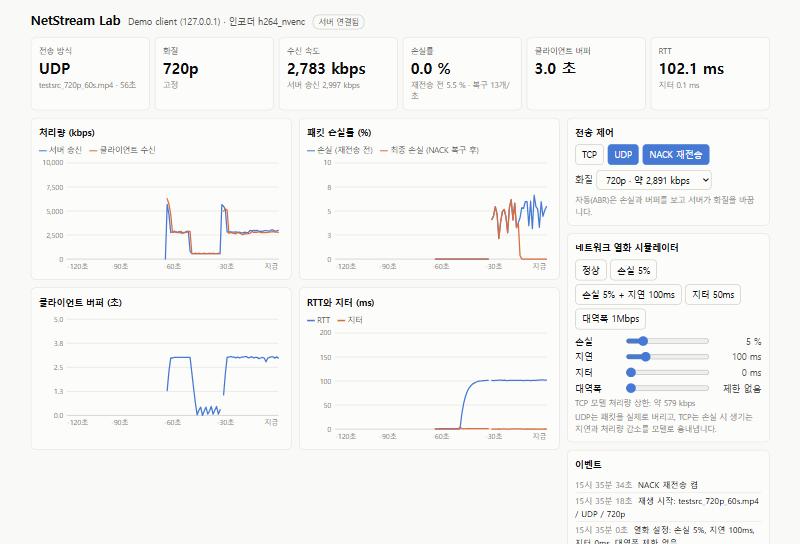 NetStream Lab Demo client (127.0.0.1) · 인코더 h264_nvenc 서버 연결됨
전송 방식
UDP
testsrc_720p_60s.mp4 · 56초
화질
720p
고정
수신 속도
2,783 kbps
서버 송신 2,997 kbps
손실률
0.0 %
재전송 전 5.5 % · 복구 13개/
초
클라이언트 버퍼
3.0 초
RTT
102.1 ms
지터 0.1 ms
처리량 (kbps)
서버 송신 클라이언트 수신
10,000
7,500
5,000
2,500
0
-120초 -90초 -60초 -30초 지금
패킷 손실률 (%)
손실 (재전송 전) 최종 손실 (NACK 복구 후)
10
8
5
3
0
-120초 -90초 -60초 -30초 지금
클라이언트 버퍼 (초)
5.0
3.8
2.5
1.3
0.0
-120초 -90초 -60초 -30초 지금
RTT와 지터 (ms)
RTT 지터
200
150
100
50
0
-120초 -90초 -60초 -30초 지금
전송 제어
TCP UDP NACK 재전송
화질 720p · 약 2,891 kbps
자동(ABR)은 손실과 버퍼를 보고 서버가 화질을 바꿉
니다.
네트워크 열화 시뮬레이터
정상 손실 5%
손실 5% + 지연 100ms 지터 50ms
대역폭 1Mbps
손실 5 %
지연 100 ms
지터 0 ms
대역폭 제한 없음
TCP 모델 처리량 상한: 약 579 kbps
UDP는 패킷을 실제로 버리고, TCP는 손실 시 생기는
지연과 처리량 감소를 모델로 흉내냅니다.
이벤트
15시 35분 34초 NACK 재전송 켬
15시 35분 18초 재생 시작: testsrc_720p_60s.mp4
/ UDP / 720p
15시 35분 0초 열화 설정: 손실 5%, 지연 100ms,
지터 0ms, 대역폭 제한 없음